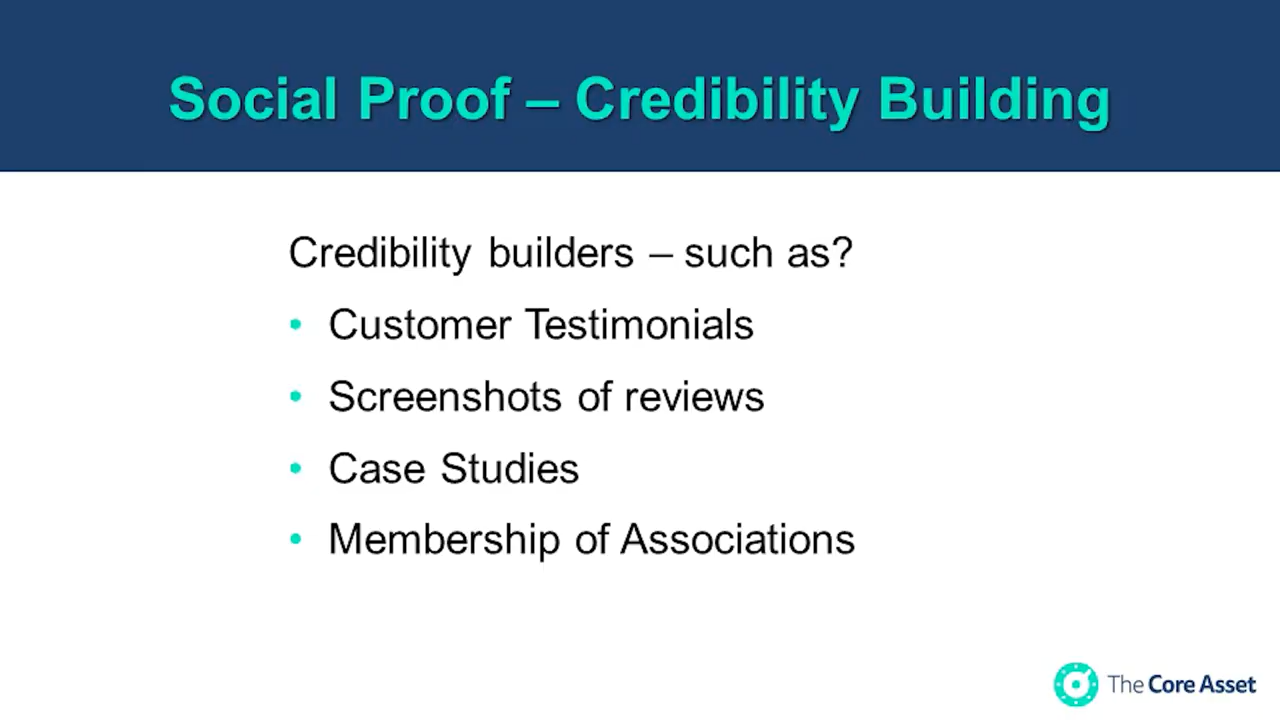 Social Proof – Credibility Building
Credibility builders – such as?
• Customer Testimonials
• Screenshots of reviews
• Case Studies
• Membership of Associations
The Core Asset